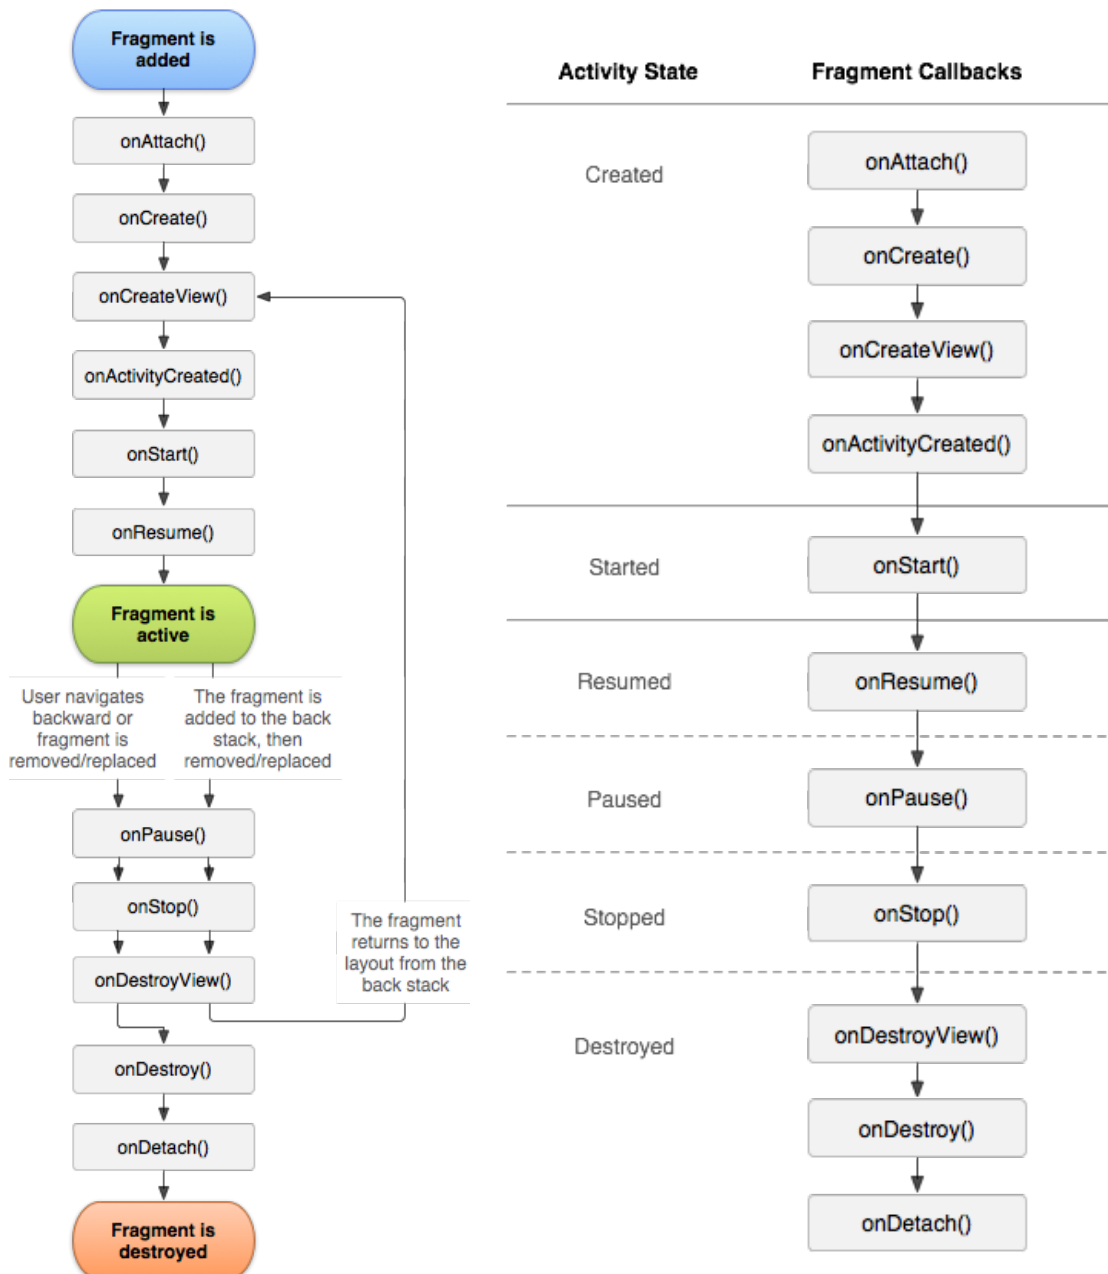 Fragment is
added
onAttach()
onCreate()
onCreateView()
onActivityCreated()
onStart()
onResume()
Fragment is
active
User navigates
backward or
fragment is
removed/replaced
The fragment is
added to the back
stack, then
removed/replaced
onPause()
onStop()
onDestroyView()
The fragment
returns to the
layout from the
back stack
onDestroy()
onDetach()
Fragment is
destroyed
Activity State
Fragment Callbacks
Created
onAttach()
onCreate()
onCreateView()
onActivityCreated()
Started
onStart()
Resumed
onResume()
Paused
onPause()
Stopped
onStop()
Destroyed
onDestroyView()
onDestroy()
onDetach()